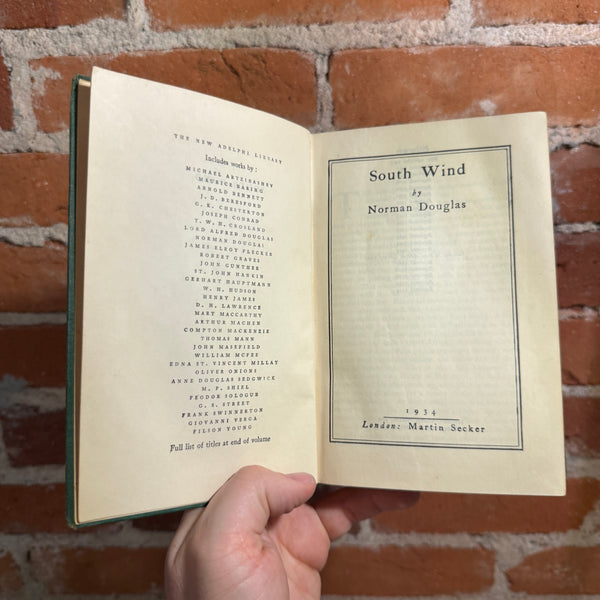 THE NEW ADELPHI LIBRARY
Includes works by:
MICHAEL ARTZIBASHEV
MAURICE BARING
ARNOLD BENNETT
J. D. BERESFORD
G. K. CHESTERTON
JOSEPH CONRAD
T. W. H. CROSLAND
LORD ALFRED DOUGLAS
NORMAN DOUGLAS
JAMES ELROY FLECKER
ROBERT GRAVES
JOHN GUNTHER
ST. JOHN HANKIN
GERHART HAUPTMANN
W. H. HUDSON
HENRY JAMES
D. H. LAWRENCE
MARY MACCARTHY
ARTHUR MACHEN
COMPTON MACKENZIE
THOMAS MANN
JOHN MASEFIELD
WILLIAM MCFEE
EDNA ST. VINCENT MILLAY
OLIVER ONIONS
ANNE DOUGLAS SEDGWICK
M. P. SHIEL
FEODOR SOLOGUB
G. S. STREET
FRANK SWINNERTON
GIOVANNI VERGA
FILSON YOUNG
Full list of titles at end of volume
South Wind
by
Norman Douglas
1934
London: Martin Secker